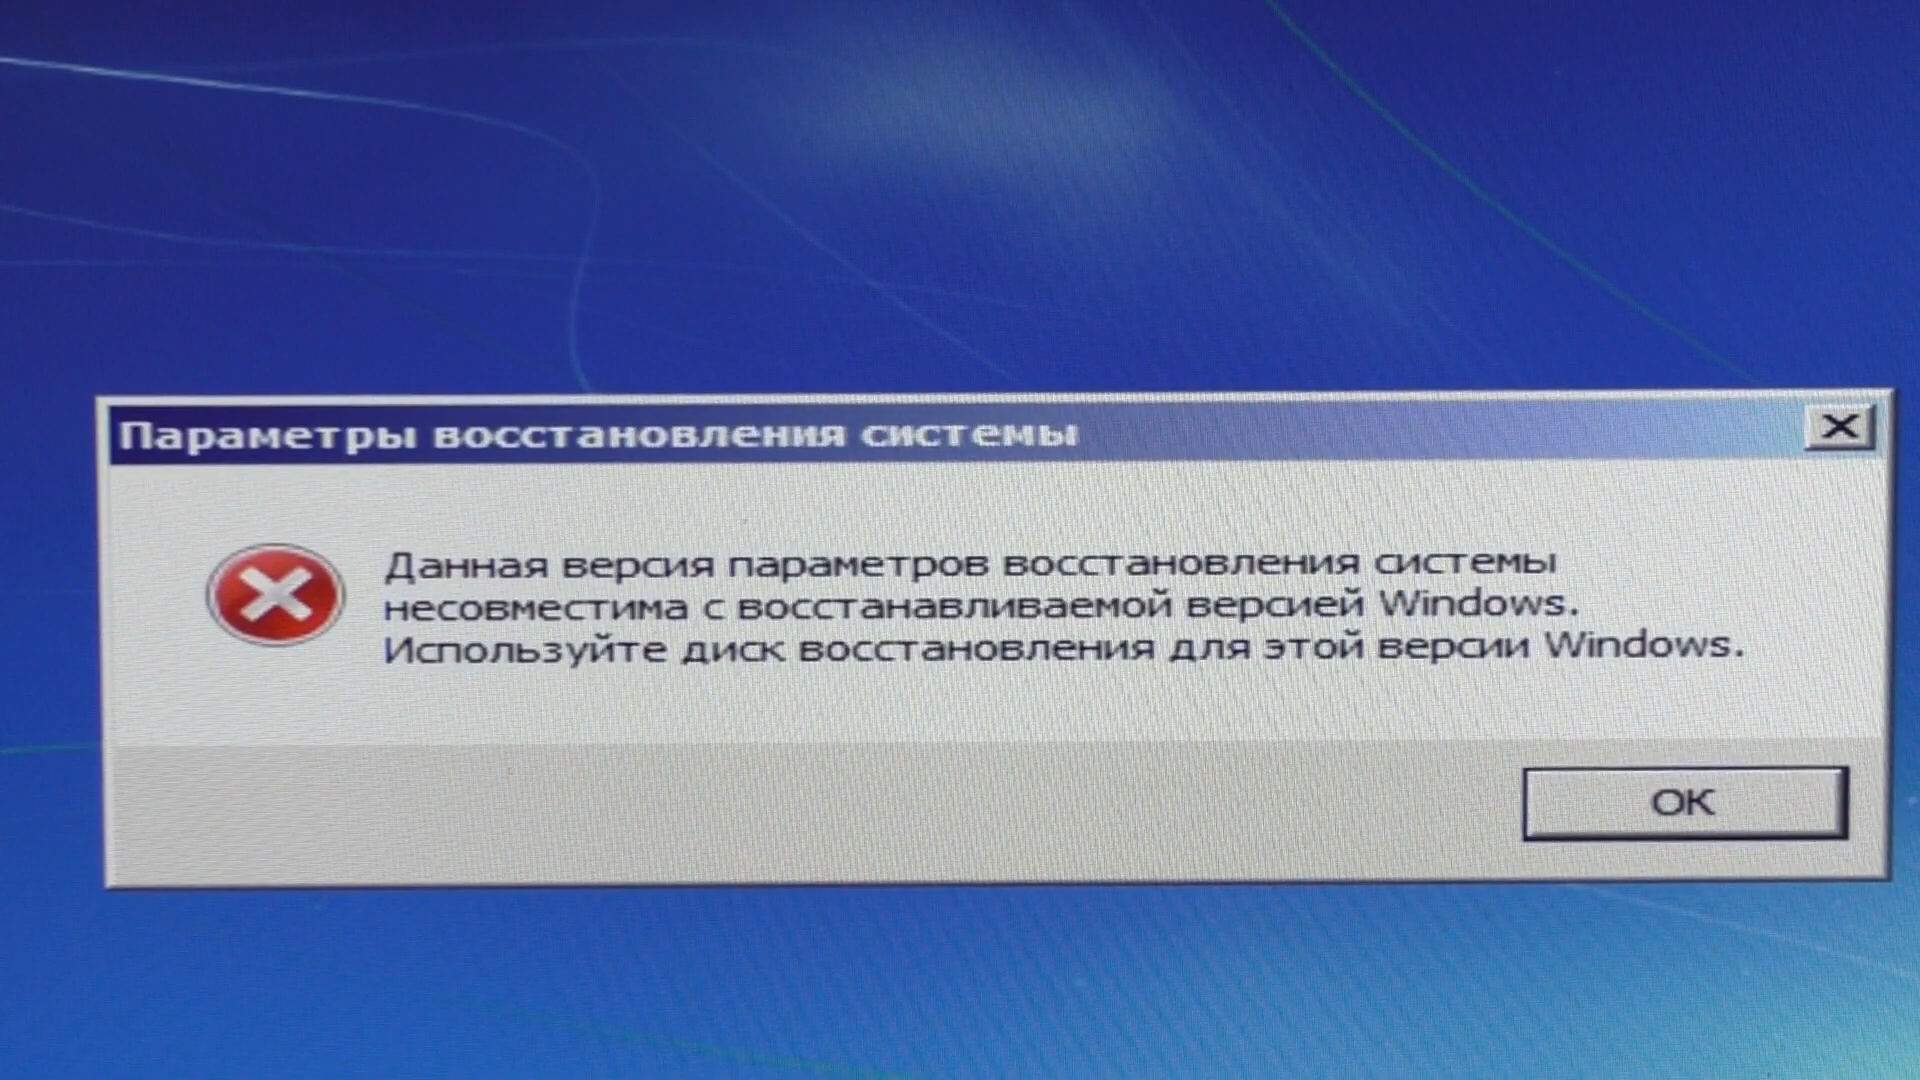 Параметры восстановления системы
Данная версия параметров восстановления системы
несовместима с восстанавливаемой версией Windows.
Используйте диск восстановления для этой версии Windows.
OK